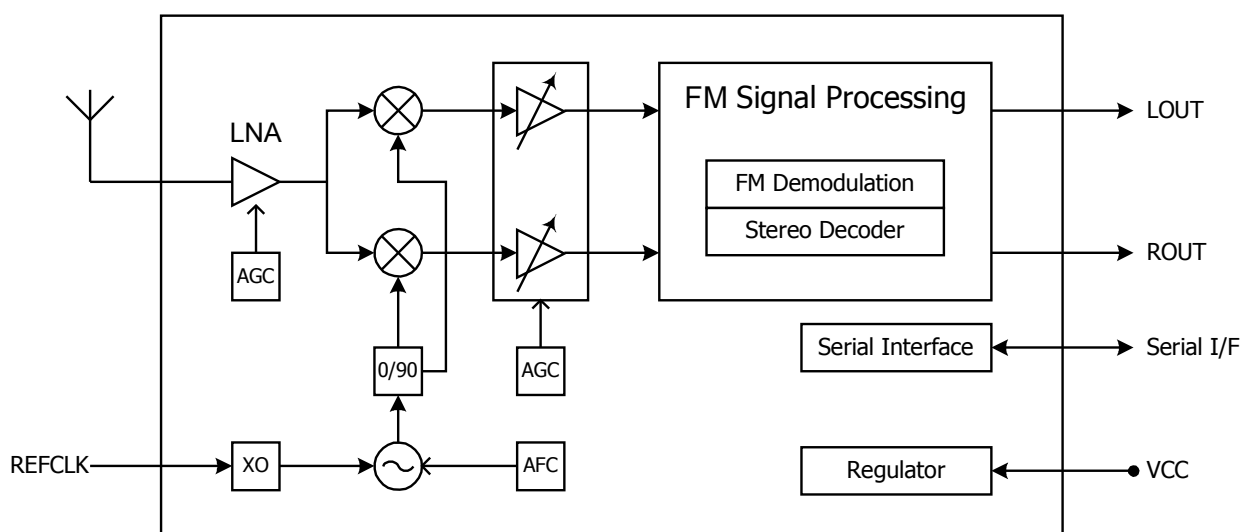 FM Signal Processing
LOUT
LNA
FM Demodulation
Stereo Decoder
ROUT
AGC
Serial Interface
Serial I/F
0/90
AGC
REFCLK
XO
AFC
Regulator
VCC